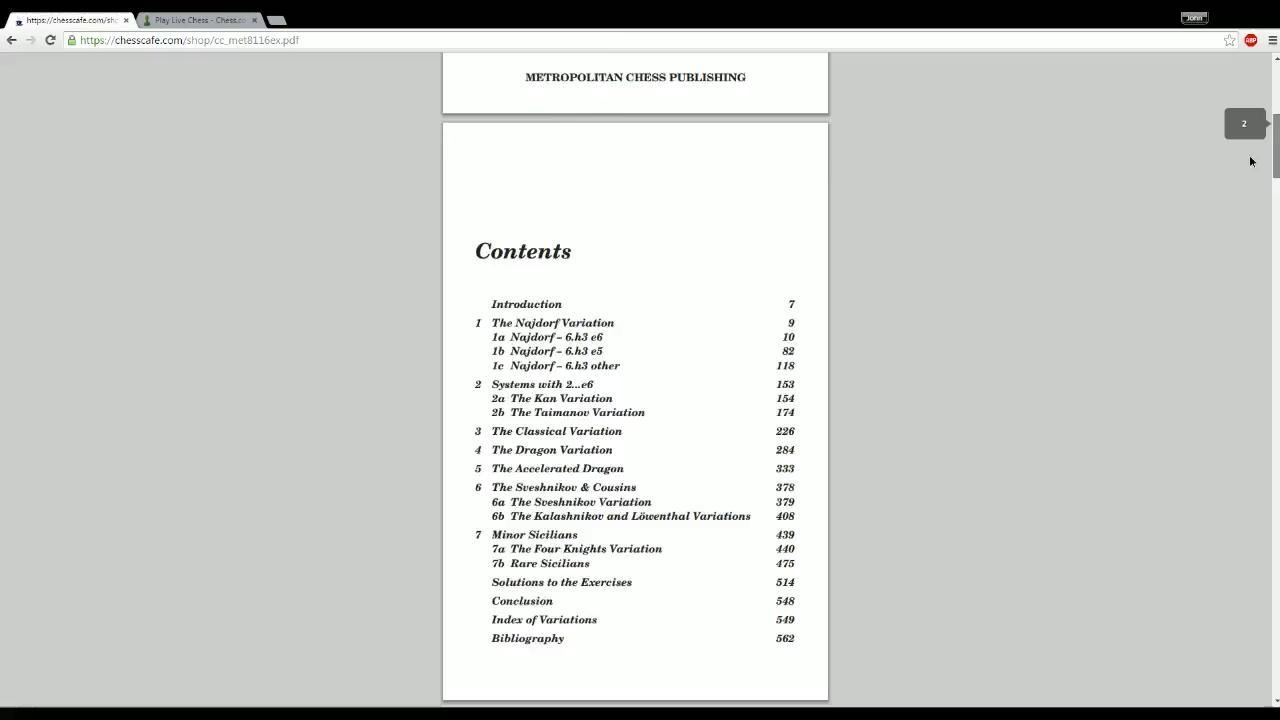 https://chesscafe.com/sho
Play Live Chess - Chess.co
John
https://chesscafe.com/shop/cc_met8116ex.pdf
ABP
METROPOLITAN CHESS PUBLISHING
2
Contents
Introduction 7
1 The Najdorf Variation 9
1a Najdorf – 6.h3 e6 10
1b Najdorf – 6.h3 e5 82
1c Najdorf – 6.h3 other 118
2 Systems with 2...e6 153
2a The Kan Variation 154
2b The Taimanov Variation 174
3 The Classical Variation 226
4 The Dragon Variation 284
5 The Accelerated Dragon 333
6 The Sveshnikov & Cousins 378
6a The Sveshnikov Variation 379
6b The Kalashnikov and Löwenthal Variations 408
7 Minor Sicilians 439
7a The Four Knights Variation 440
7b Rare Sicilians 475
Solutions to the Exercises 514
Conclusion 548
Index of Variations 549
Bibliography 562